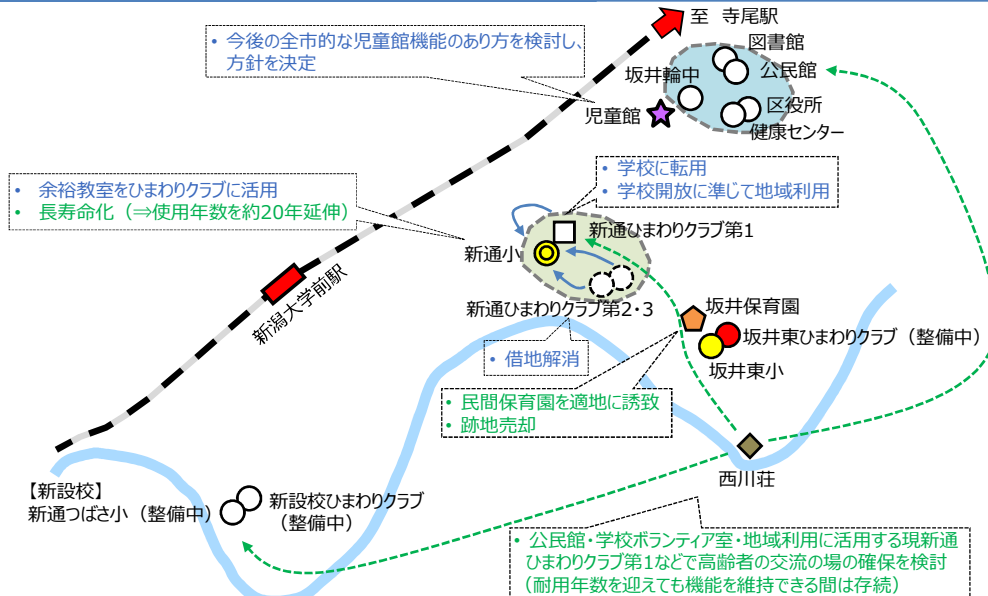 至 寺尾駅
・ 今後の全市的な児童館機能のあり方を検討し、
方針を決定
図書館
公民館
坂井輪中
区役所
児童館
健康センター
・ 学校に転用
・ 学校開放に準じて地域利用
・ 余裕教室をひまわりクラブに活用
・ 長寿命化（⇒使用年数を約20年延伸）
新通ひまわりクラブ第1
新通小
新潟大学前駅
新通ひまわりクラブ第2・3
坂井保育園
坂井東ひまわりクラブ（整備中）
坂井東小
・ 借地解消
・ 民間保育園を適地に誘致
・ 跡地売却
西川荘
【新設校】
新通つばさ小（整備中）
新設校ひまわりクラブ
（整備中）
・ 公民館・学校ボランティア室・地域利用に活用する現新通
ひまわりクラブ第1などで高齢者の交流の場の確保を検討
（耐用年数を迎えても機能を維持できる間は存続）